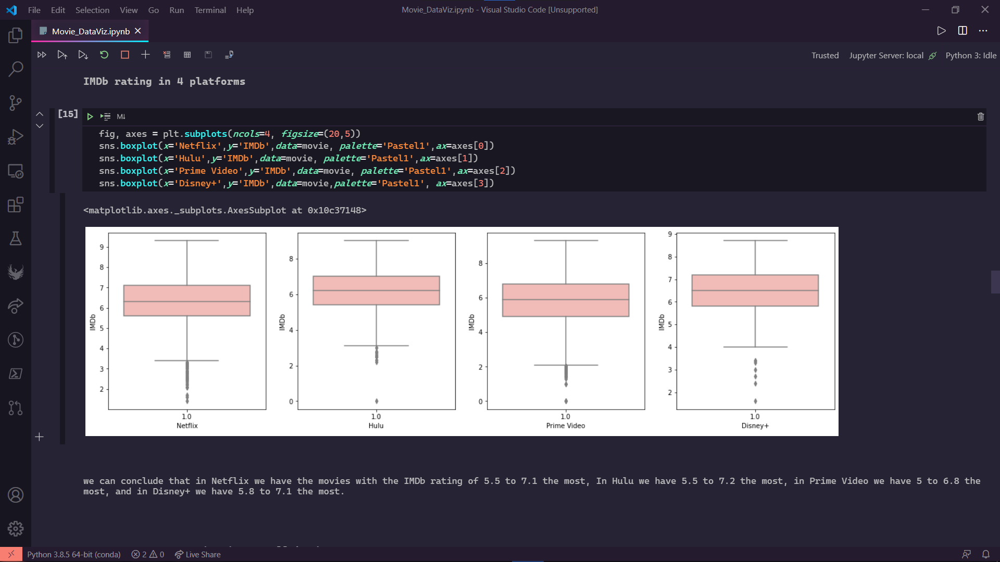 File Edit Selection View Go Run Terminal Help
Movie_DataViz.ipynb - Visual Studio Code [Unsupported]
Movie_DataViz.ipynb
Trusted Jupyter Server: local Python 3: Idle
IMDb rating in 4 platforms
[15]
M↓
fig, axes = plt.subplots(ncols=4, figsize=(20,5))
sns.boxplot(x='Netflix',y='IMDb',data=movie, palette='Pastel1',ax=axes[0])
sns.boxplot(x='Hulu',y='IMDb',data=movie, palette='Pastel1',ax=axes[1])
sns.boxplot(x='Prime Video',y='IMDb',data=movie, palette='Pastel1',ax=axes[2])
sns.boxplot(x='Disney+',y='IMDb',data=movie,palette='Pastel1', ax=axes[3])
<matplotlib.axes._subplots.AxesSubplot at 0x10c37148>
9
8
7
6
5
4
3
2
IMDb
1.0
Netflix
8
6
4
2
0
IMDb
1.0
Hulu
8
6
4
2
0
IMDb
1.0
Prime Video
9
8
7
6
5
4
3
2
IMDb
1.0
Disney+
we can conclude that in Netflix we have the movies with the IMDb rating of 5.5 to 7.1 the most, In Hulu we have 5.5 to 7.2 the most, in Prime Video we have 5 to 6.8 the
most, and in Disney+ we have 5.8 to 7.1 the most.
Python 3.8.5 64-bit (conda) 2 0 Live Share